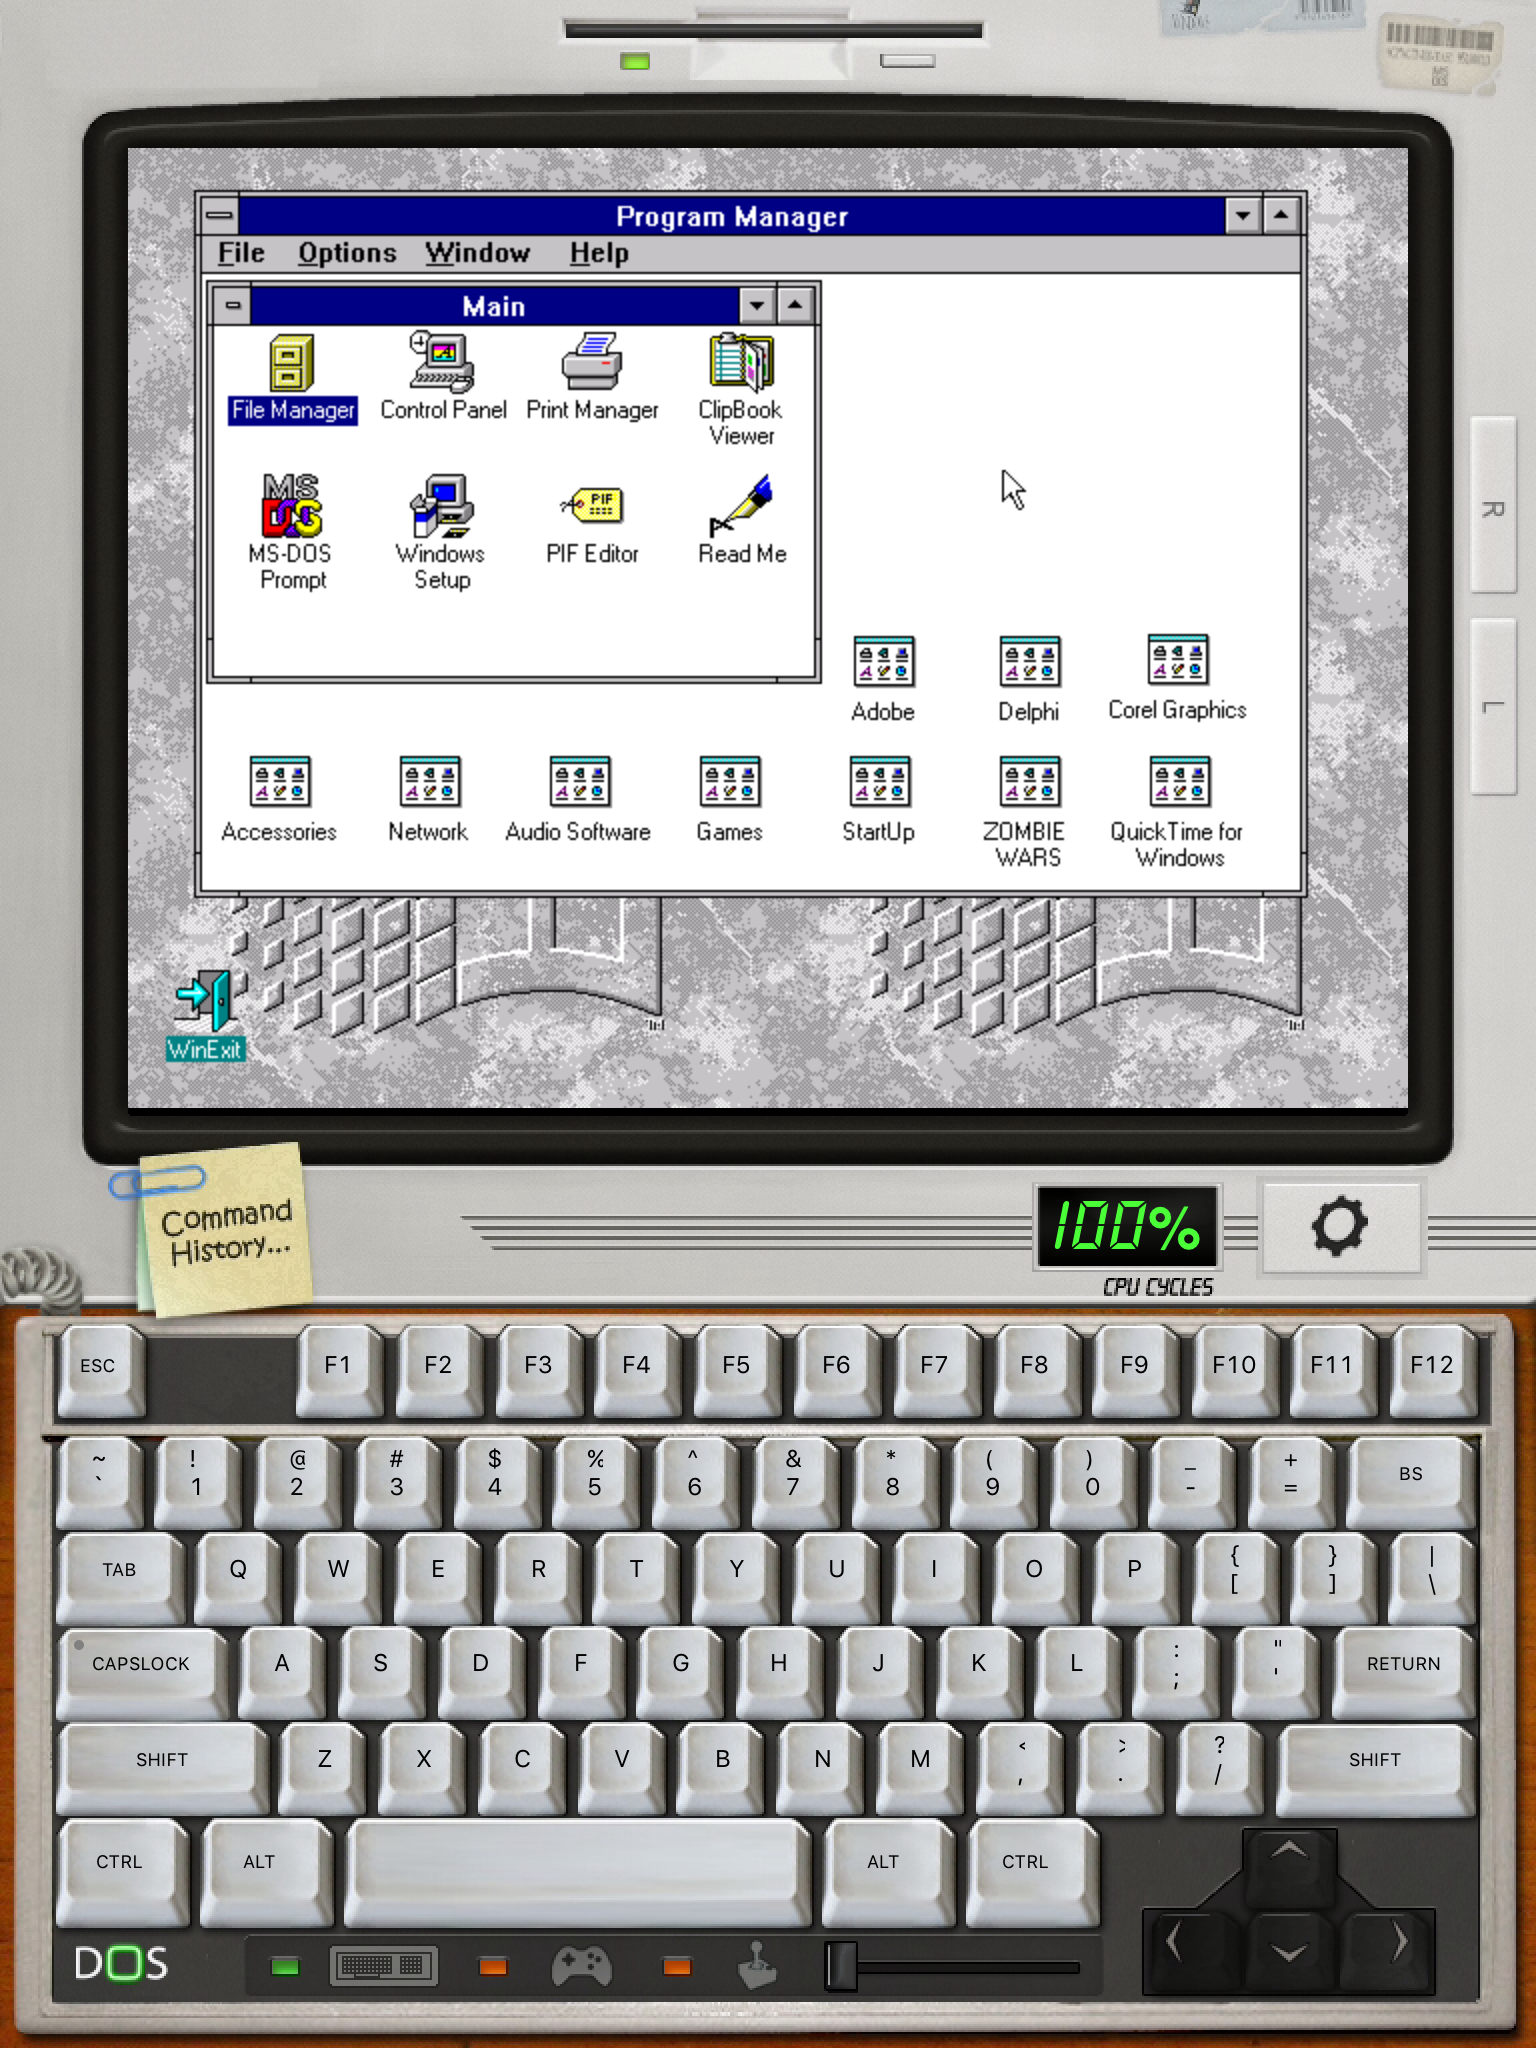 Program Manager
File Options Window Help
Main
File Manager Control Panel Print Manager ClipBook
Viewer
MS-DOS
Prompt
Windows
Setup
PIF Editor Read Me
Adobe Delphi Corel Graphics
Accessories Network Audio Software Games StartUp ZOMBIE
WARS
QuickTime for
Windows
WinExit
R
L
Command
History...
100%
CPU CYCLES
ESC F1 F2 F3 F4 F5 F6 F7 F8 F9 F10 F11 F12
~ ! @ # $ % ^ & * ( ) _ +
` 1 2 3 4 5 6 7 8 9 0 - = BS
TAB Q W E R T Y U I O P { [ } ] | \
CAPSLOCK A S D F G H J K L : ; " ' RETURN
SHIFT Z X C V B N M < , > . ? / SHIFT
CTRL ALT ALT CTRL
DOS